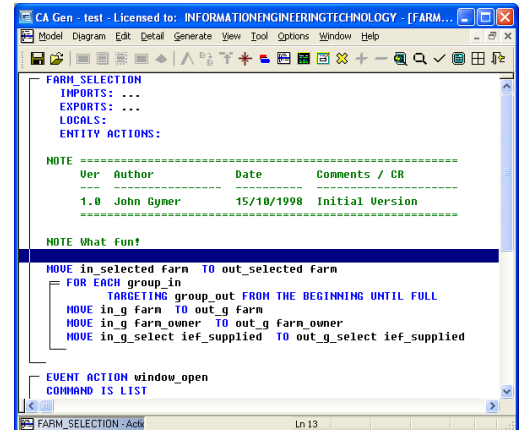 CA Gen - test - Licensed to: INFORMATIONENGINEERINGTECHNOLOGY - [FARM...
Model Diagram Edit Detail Generate View Tool Options Window Help
FARM_SELECTION
IMPORTS: ...
EXPORTS: ...
LOCALS:
ENTITY ACTIONS:
NOTE ========================================================
Ver Author Date Comments / CR
--- ---------------- ---------------- ---------------------
1.0 John Gymer 15/10/1998 Initial Version
========================================================
NOTE What fun!
MOVE in_selected farm TO out_selected farm
FOR EACH group_in
TARGETING group_out FROM THE BEGINNING UNTIL FULL
MOVE in_g farm TO out_g farm
MOVE in_g farm_owner TO out_g farm_owner
MOVE in_g_select ief_supplied TO out_g_select ief_supplied
EVENT ACTION window_open
COMMAND IS LIST
FARM_SELECTION - Actic Ln 13